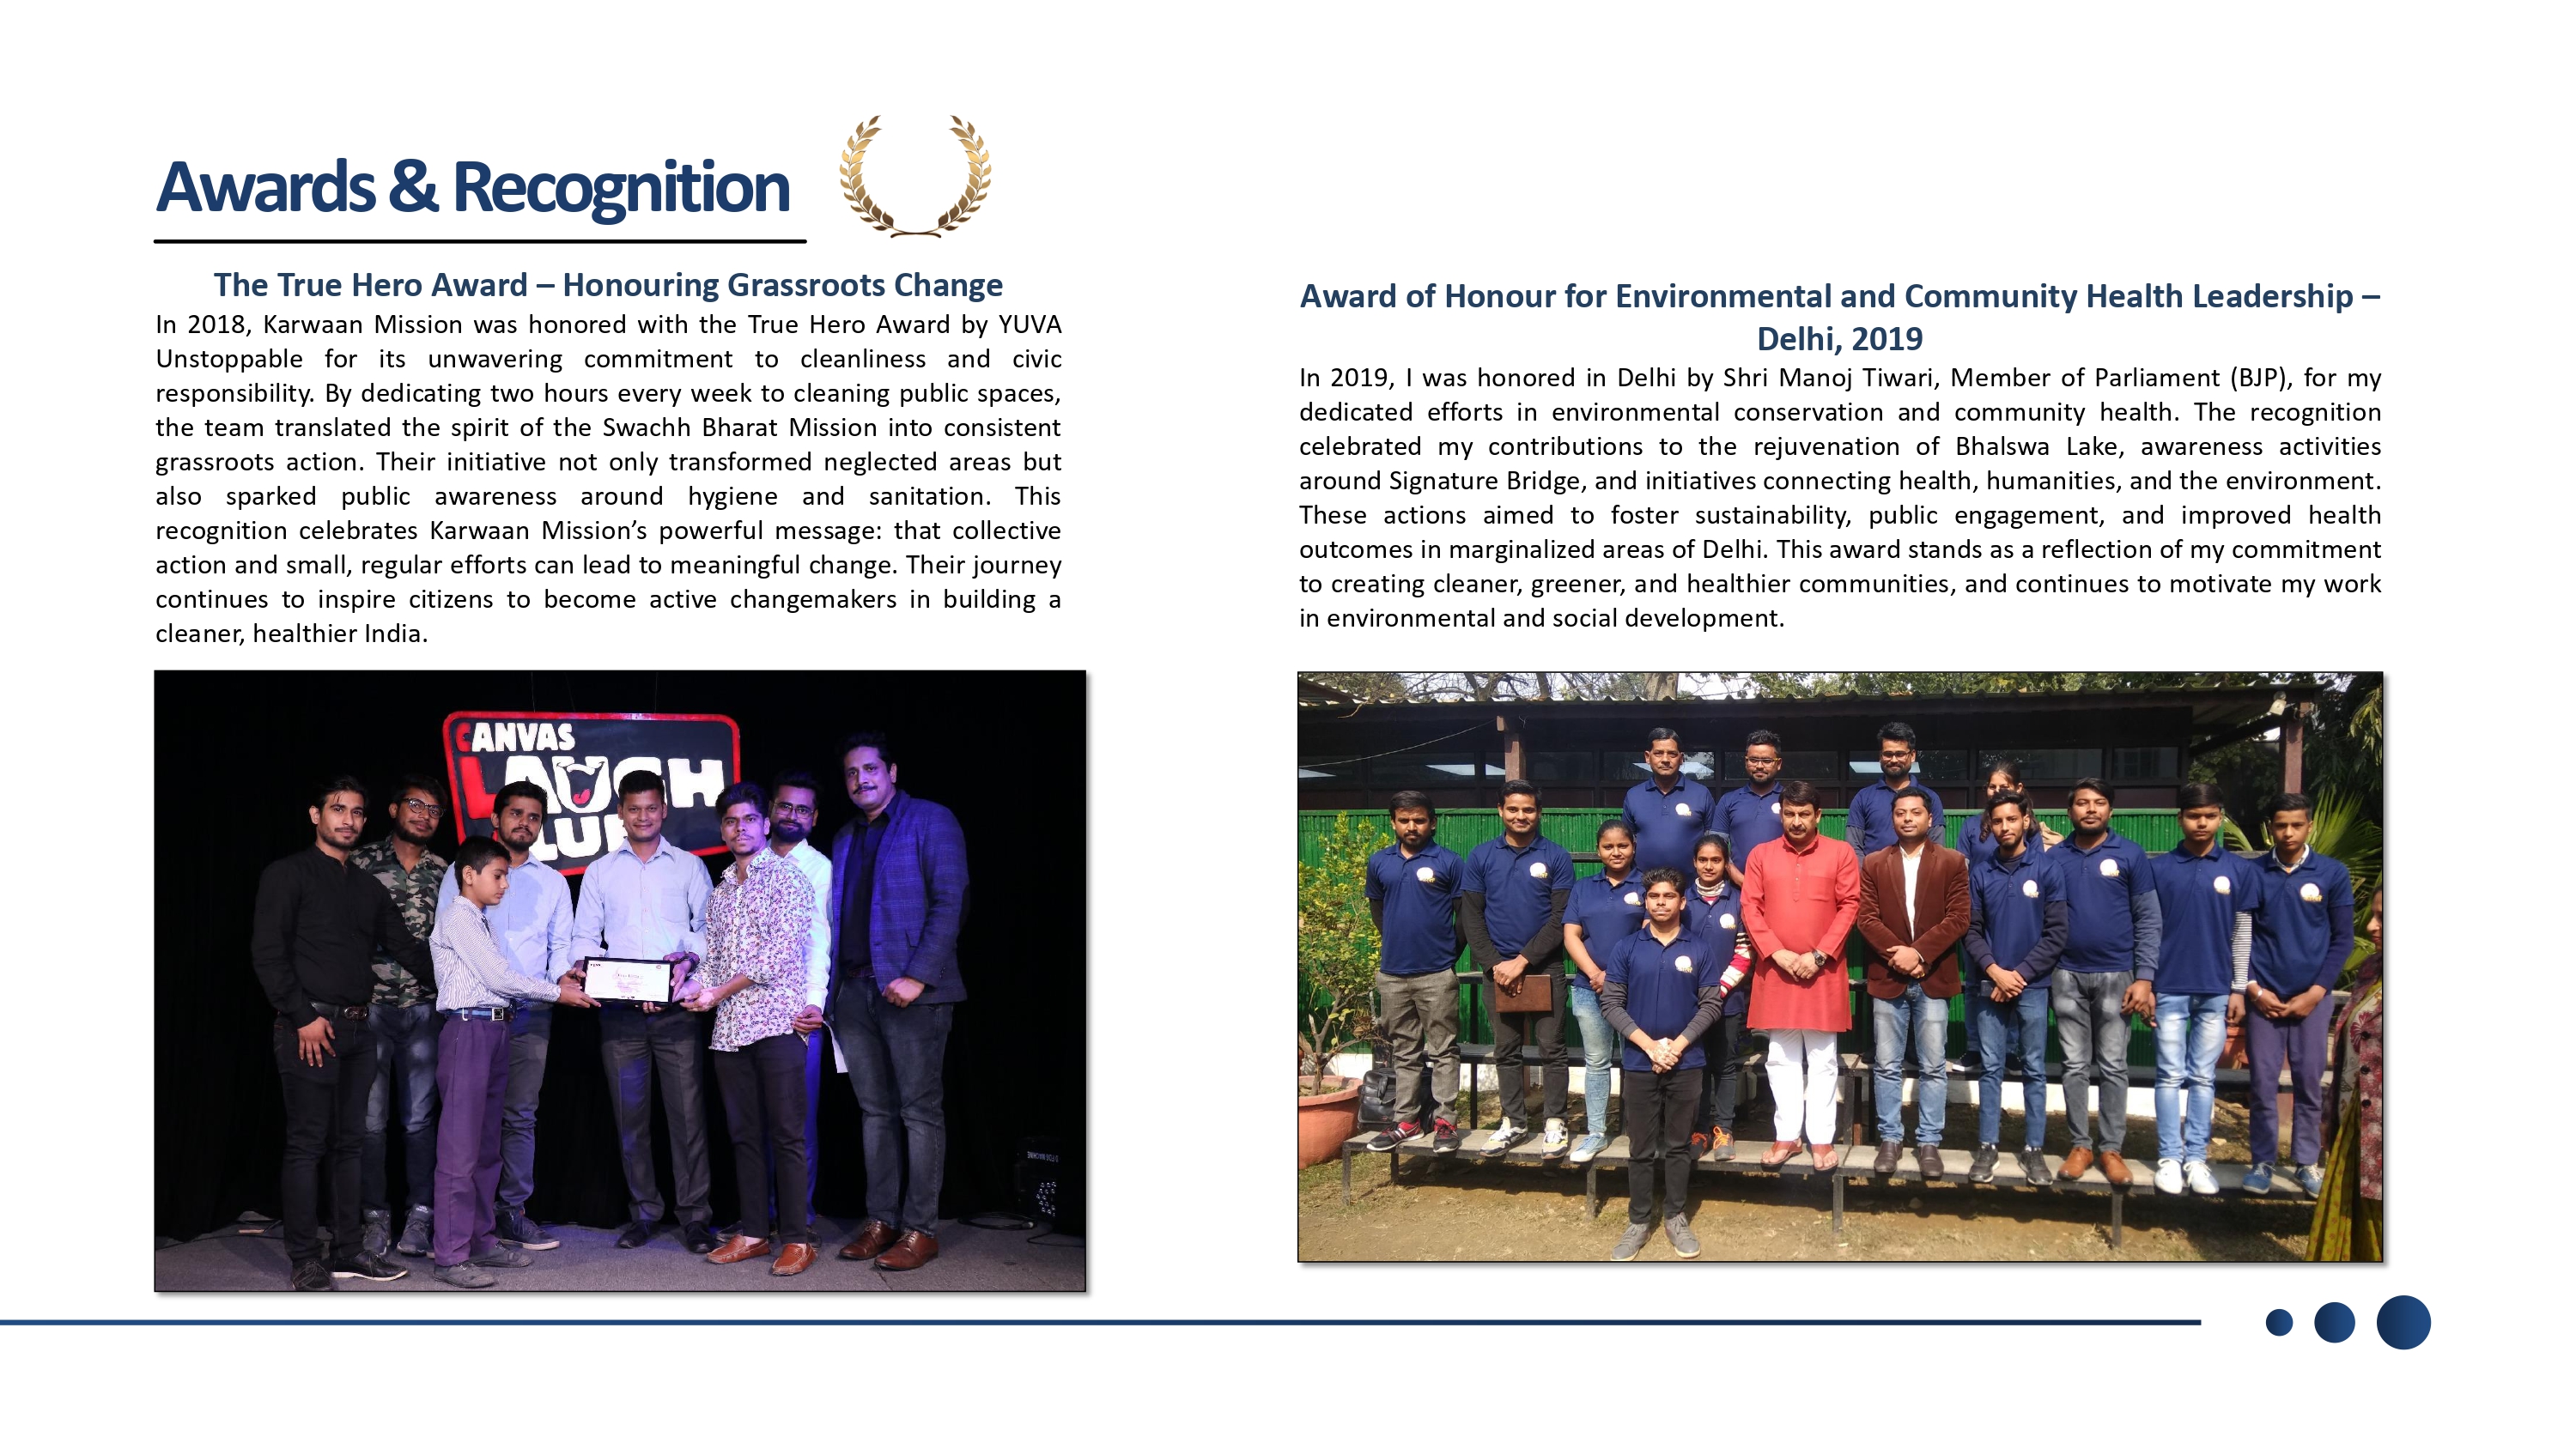 Awards & Recognition
The True Hero Award – Honouring Grassroots Change
In 2018, Karwaan Mission was honored with the True Hero Award by YUVA
Unstoppable for its unwavering commitment to cleanliness and civic
responsibility. By dedicating two hours every week to cleaning public spaces,
the team translated the spirit of the Swachh Bharat Mission into consistent
grassroots action. Their initiative not only transformed neglected areas but
also sparked public awareness around hygiene and sanitation. This
recognition celebrates Karwaan Mission’s powerful message: that collective
action and small, regular efforts can lead to meaningful change. Their journey
continues to inspire citizens to become active changemakers in building a
cleaner, healthier India.
CANVAS
LAUGH
Award of Honour for Environmental and Community Health Leadership –
Delhi, 2019
In 2019, I was honored in Delhi by Shri Manoj Tiwari, Member of Parliament (BJP), for my
dedicated efforts in environmental conservation and community health. The recognition
celebrated my contributions to the rejuvenation of Bhalswa Lake, awareness activities
around Signature Bridge, and initiatives connecting health, humanities, and the environment.
These actions aimed to foster sustainability, public engagement, and improved health
outcomes in marginalized areas of Delhi. This award stands as a reflection of my commitment
to creating cleaner, greener, and healthier communities, and continues to motivate my work
in environmental and social development.